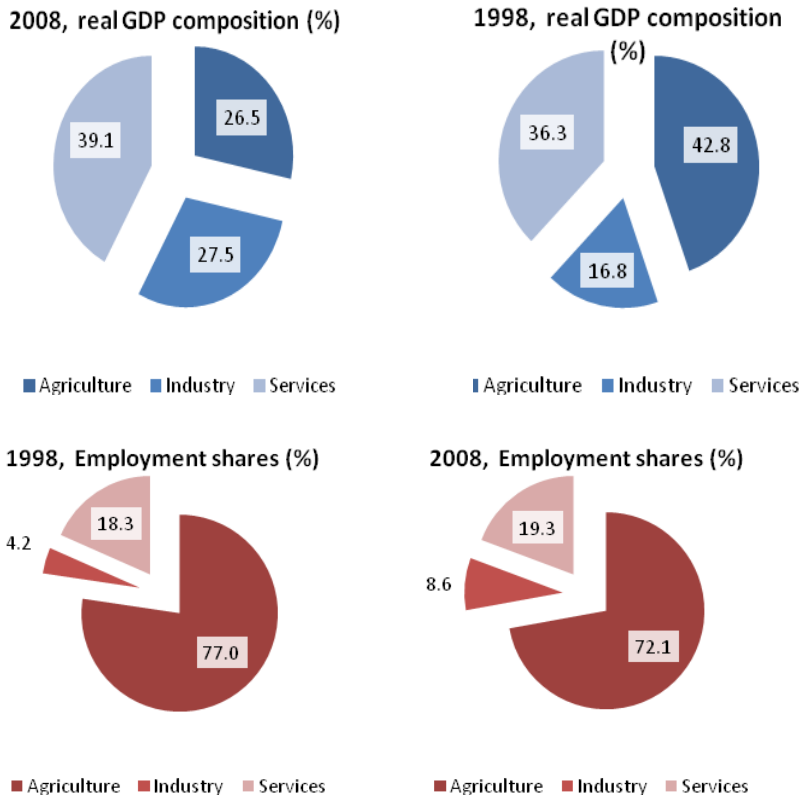 2008, real GDP composition (%)
39.1
26.5
27.5
Agriculture Industry Services
1998, real GDP composition
(%)
36.3
42.8
16.8
Agriculture Industry Services
1998, Employment shares (%)
18.3
4.2
77.0
Agriculture Industry Services
2008, Employment shares (%)
19.3
8.6
72.1
Agriculture Industry Services